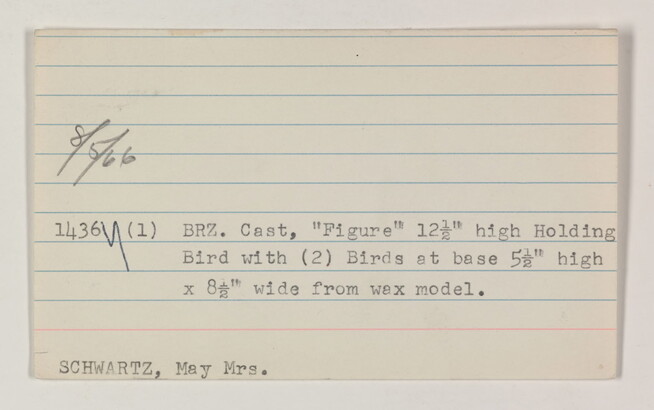 8/5/66
1436 (1) BRZ. Cast, "Figure" 12½" high Holding
Bird with (2) Birds at base 5½" high
x 8½" wide from wax model.
SCHWARTZ, May Mrs.